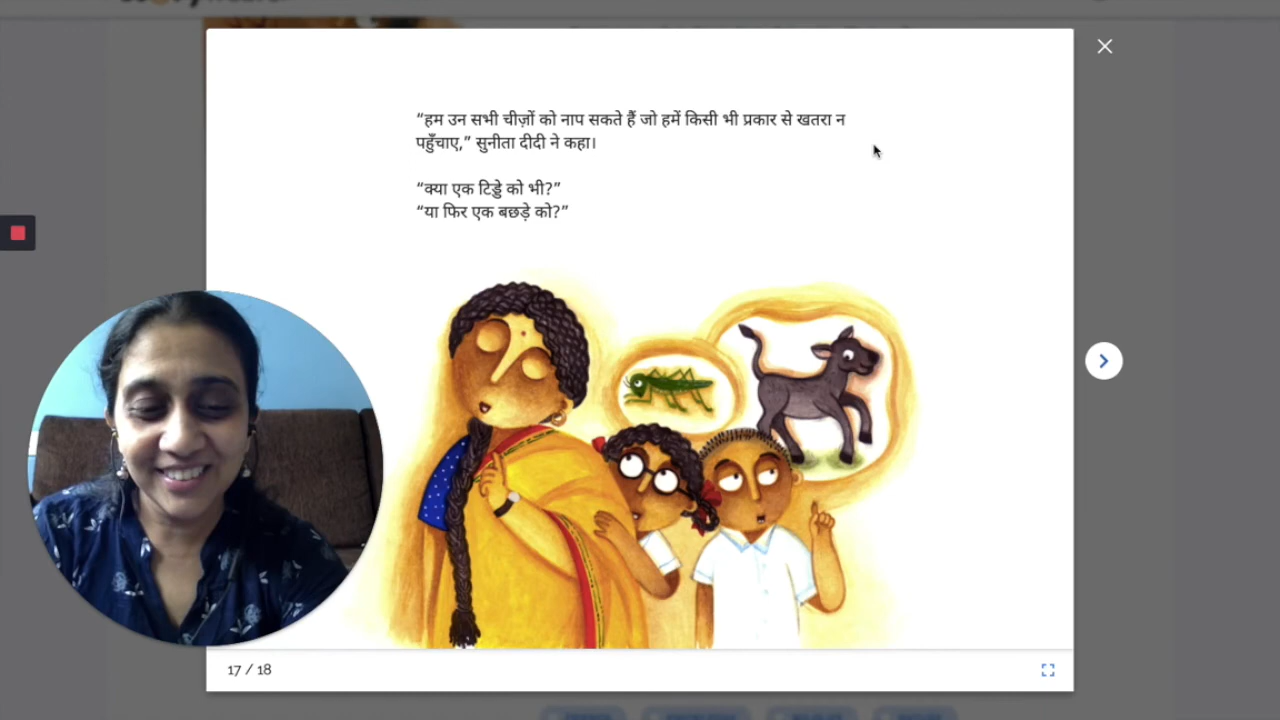 “हम उन सभी चीज़ों को नाप सकते हैं जो हमें किसी भी प्रकार से खतरा न
पहुँचाए,” सुनीता दीदी ने कहा।
“क्या एक टिड्डे को भी?”
“या फिर एक बछड़े को?”
17 / 18